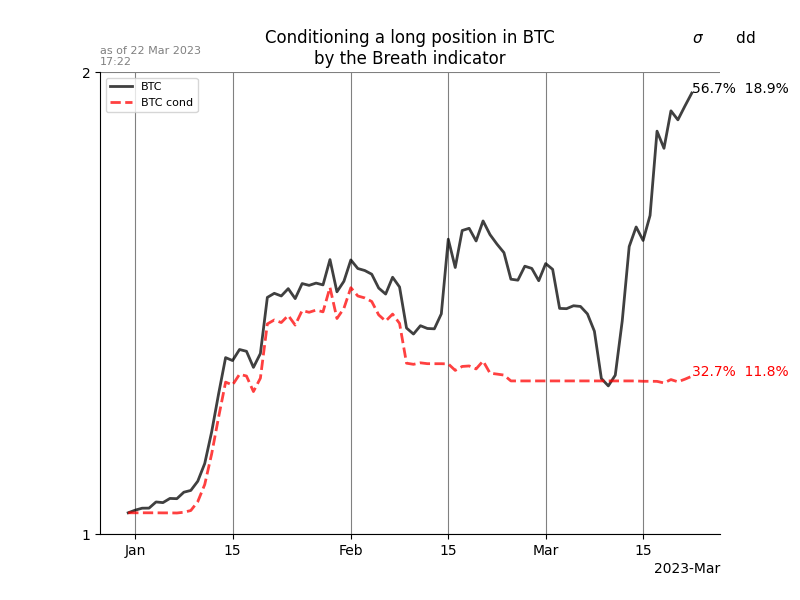 Conditioning a long position in BTC
by the Breath indicator
σ dd
as of 22 Mar 2023
17:22
2
BTC
BTC cond
56.7% 18.9%
32.7% 11.8%
1
Jan 15 Feb 15 Mar 15
2023-Mar